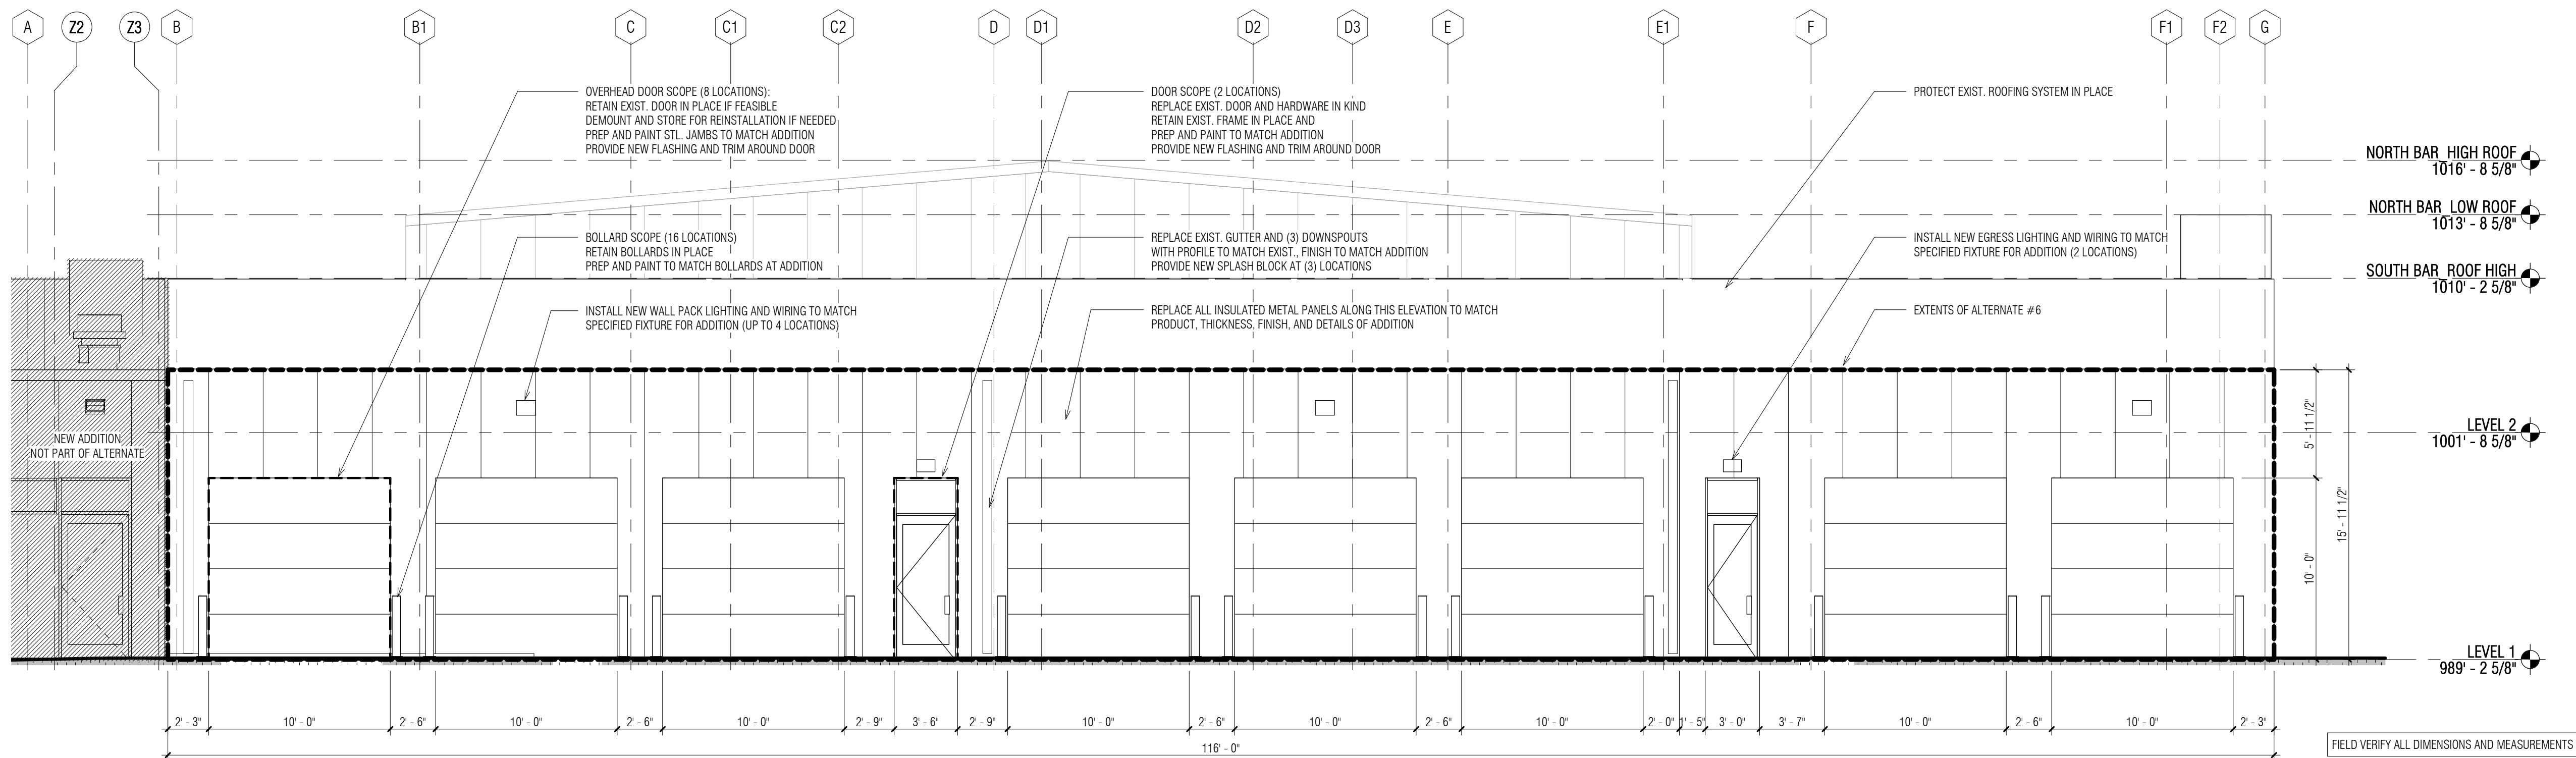 A
Z2
Z3
B
B1
C
C1
C2
D
D1
D2
D3
E
E1
F
F1
F2
G
OVERHEAD DOOR SCOPE (8 LOCATIONS):
RETAIN EXIST. DOOR IN PLACE IF FEASIBLE
DEMOUNT AND STORE FOR REINSTALLATION IF NEEDED
PREP AND PAINT STL. JAMBS TO MATCH ADDITION
PROVIDE NEW FLASHING AND TRIM AROUND DOOR
DOOR SCOPE (2 LOCATIONS)
REPLACE EXIST. DOOR AND HARDWARE IN KIND
RETAIN EXIST. FRAME IN PLACE AND
PREP AND PAINT TO MATCH ADDITION
PROVIDE NEW FLASHING AND TRIM AROUND DOOR
PROTECT EXIST. ROOFING SYSTEM IN PLACE
NORTH BAR_HIGH ROOF
1016' - 8 5/8"
NORTH BAR_LOW ROOF
1013' - 8 5/8"
BOLLARD SCOPE (16 LOCATIONS)
RETAIN BOLLARDS IN PLACE
PREP AND PAINT TO MATCH BOLLARDS AT ADDITION
REPLACE EXIST. GUTTER AND (3) DOWNSPOUTS
WITH PROFILE TO MATCH EXIST., FINISH TO MATCH ADDITION
PROVIDE NEW SPLASH BLOCK AT (3) LOCATIONS
INSTALL NEW EGRESS LIGHTING AND WIRING TO MATCH
SPECIFIED FIXTURE FOR ADDITION (2 LOCATIONS)
SOUTH BAR_ROOF HIGH
1010' - 2 5/8"
INSTALL NEW WALL PACK LIGHTING AND WIRING TO MATCH
SPECIFIED FIXTURE FOR ADDITION (UP TO 4 LOCATIONS)
REPLACE ALL INSULATED METAL PANELS ALONG THIS ELEVATION TO MATCH
PRODUCT, THICKNESS, FINISH, AND DETAILS OF ADDITION
EXTENTS OF ALTERNATE #6
NEW ADDITION
NOT PART OF ALTERNATE
5' - 11 1/2"
LEVEL 2
1001' - 8 5/8"
15' - 11 1/2"
10' - 0"
LEVEL 1
989' - 2 5/8"
2' - 3"
10' - 0"
2' - 6"
10' - 0"
2' - 6"
10' - 0"
2' - 9"
3' - 6"
2' - 9"
10' - 0"
2' - 6"
10' - 0"
2' - 6"
10' - 0"
2' - 0"
1' - 5"
3' - 0"
3' - 7"
10' - 0"
2' - 6"
10' - 0"
2' - 3"
116' - 0"
FIELD VERIFY ALL DIMENSIONS AND MEASUREMENTS